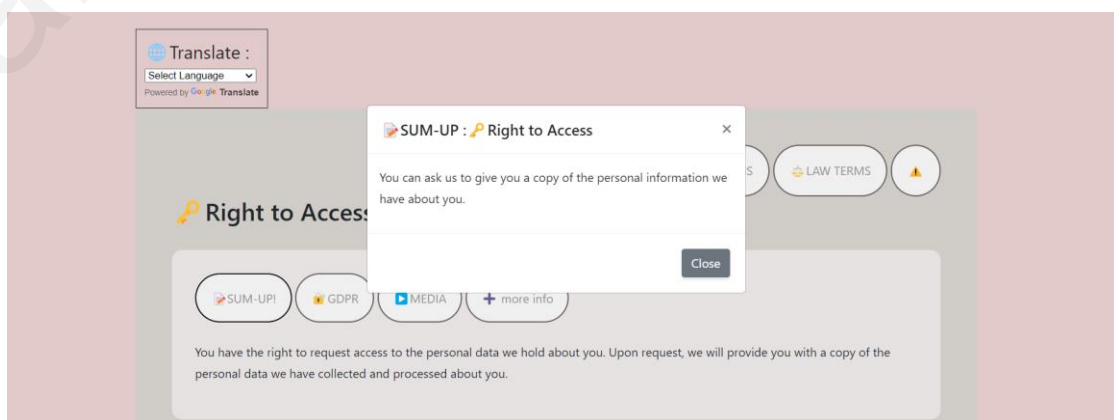 🌐 Translate :
Select Language
Powered by Google Translate
📝SUM-UP : 🔑 Right to Access
×
You can ask us to give you a copy of the personal information we
have about you.
Close
S
⚖️ LAW TERMS
⚠️
🔑 Right to Access
📝SUM-UP!
🔐 GDPR
▶️ MEDIA
➕ more info
You have the right to request access to the personal data we hold about you. Upon request, we will provide you with a copy of the
personal data we have collected and processed about you.